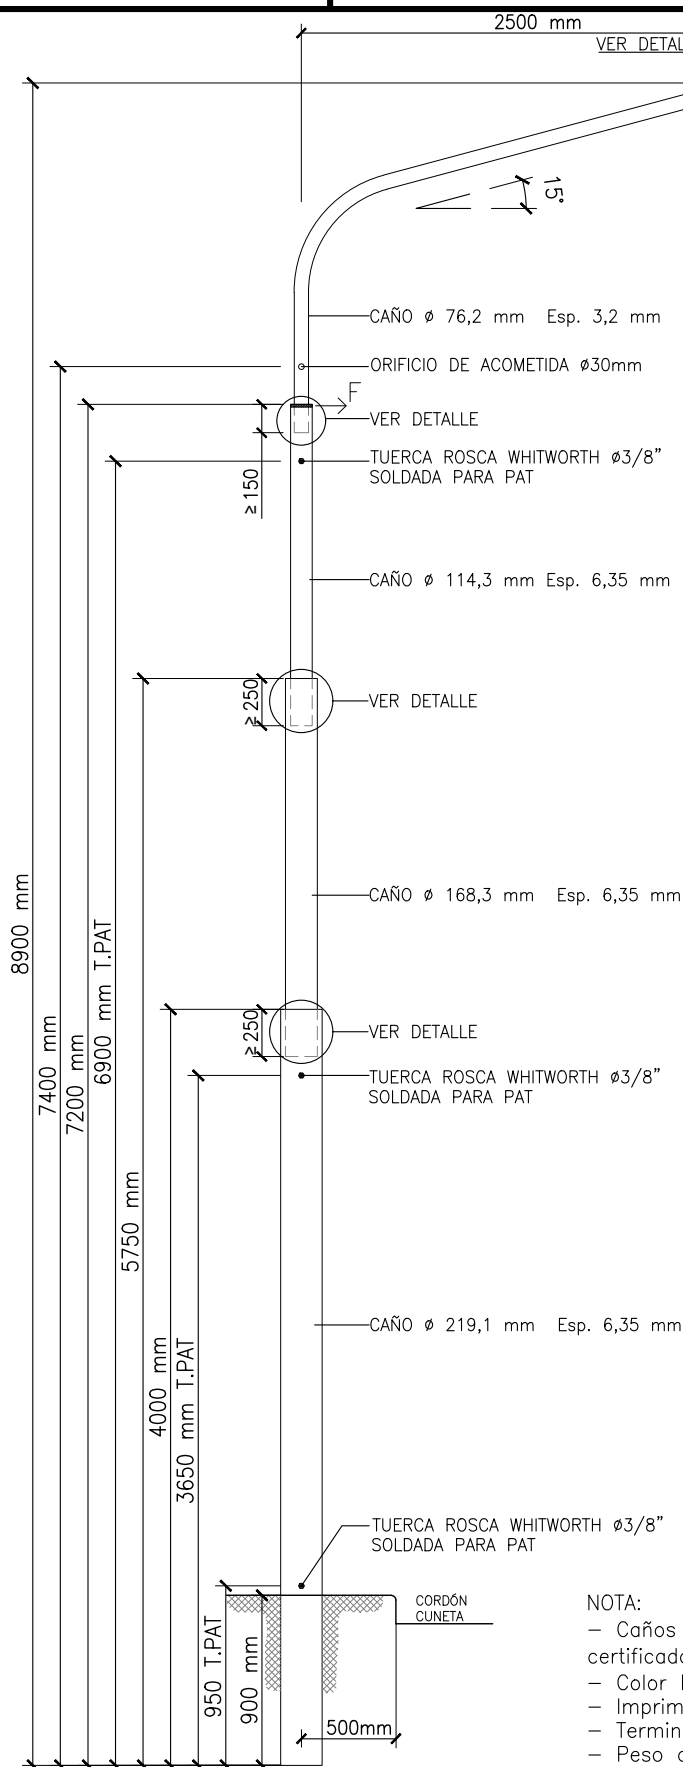 2500 mm
VER DETAL
15°
CAÑO ø 76,2 mm Esp. 3,2 mm
ORIFICIO DE ACOMETIDA ø30mm
F
VER DETALLE
TUERCA ROSCA WHITWORTH ø3/8"
SOLDADA PARA PAT
≥150
CAÑO ø 114,3 mm Esp. 6,35 mm
≥250
VER DETALLE
CAÑO ø 168,3 mm Esp. 6,35 mm
8900 mm
7400 mm
7200 mm
6900 mm T.PAT
≥250
VER DETALLE
TUERCA ROSCA WHITWORTH ø3/8"
SOLDADA PARA PAT
5750 mm
4000 mm
3650 mm T.PAT
CAÑO ø 219,1 mm Esp. 6,35 mm
TUERCA ROSCA WHITWORTH ø3/8"
SOLDADA PARA PAT
CORDÓN
CUNETA
950 T.PAT
900 mm
500mm
NOTA:
– Caños
certificado
– Color
– Imprim
– Termin
– Peso